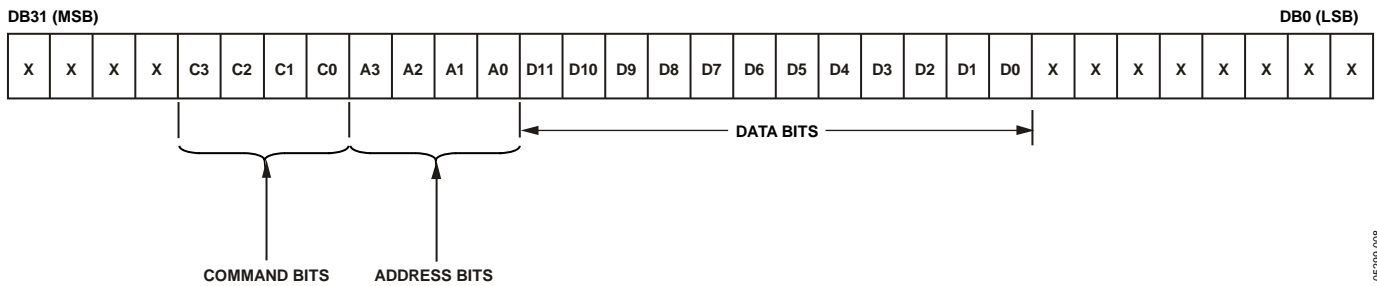 DB31 (MSB) DB0 (LSB)
X X X X C3 C2 C1 C0 A3 A2 A1 A0 D11 D10 D9 D8 D7 D6 D5 D4 D3 D2 D1 D0 X X X X X X X X
DATA BITS
COMMAND BITS ADDRESS BITS